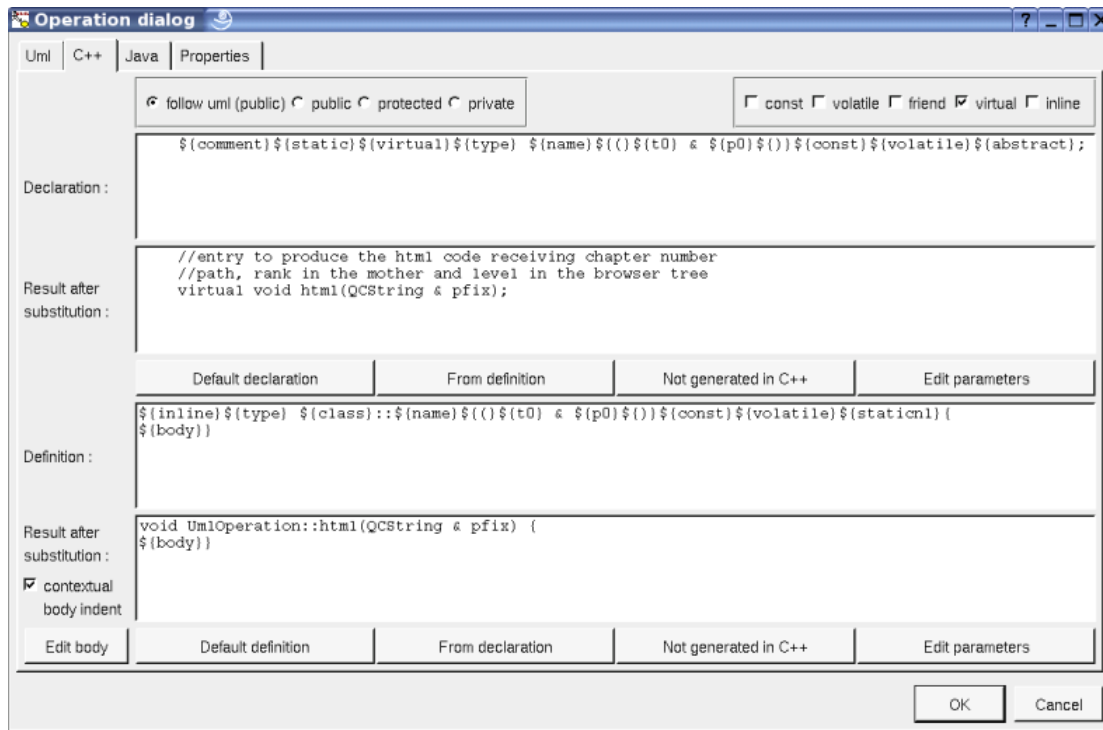 Operation dialog
Uml C++ Java Properties
follow uml (public) public protected private const volatile friend virtual inline
Declaration :
${comment}${static}${virtual}${type} ${name}${(}${t0} & ${p0}${)}${const}${volatile}${abstract};
Result after
substitution :
//entry to produce the html code receiving chapter number
//path, rank in the mother and level in the browser tree
virtual void html(QCString & pfix);
Default declaration From definition Not generated in C++ Edit parameters
Definition :
${inline}${type} ${class}::${name}${(}${t0} & ${p0}${)}${const}${volatile}${staticnl}{
${body}}
Result after
substitution :
void UmlOperation::html(QCString & pfix) {
${body}}
contextual
body indent
Edit body Default definition From declaration Not generated in C++ Edit parameters
OK Cancel